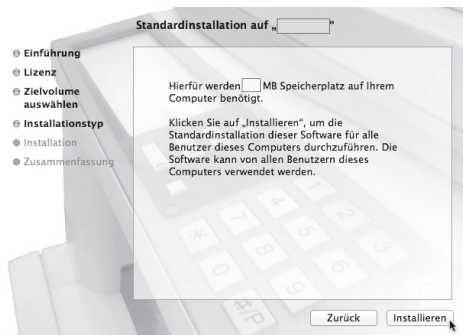 Standardinstallation auf „ “
Einführung
Lizenz
Zielvolume
auswählen
Installationstyp
Installation
Zusammenfassung
Hierfür werden MB Speicherplatz auf Ihrem
Computer benötigt.
Klicken Sie auf „Installieren“, um die
Standardinstallation dieser Software für alle
Benutzer dieses Computers durchzuführen. Die
Software kann von allen Benutzern dieses
Computers verwendet werden.
#/P
Zurück
Installieren